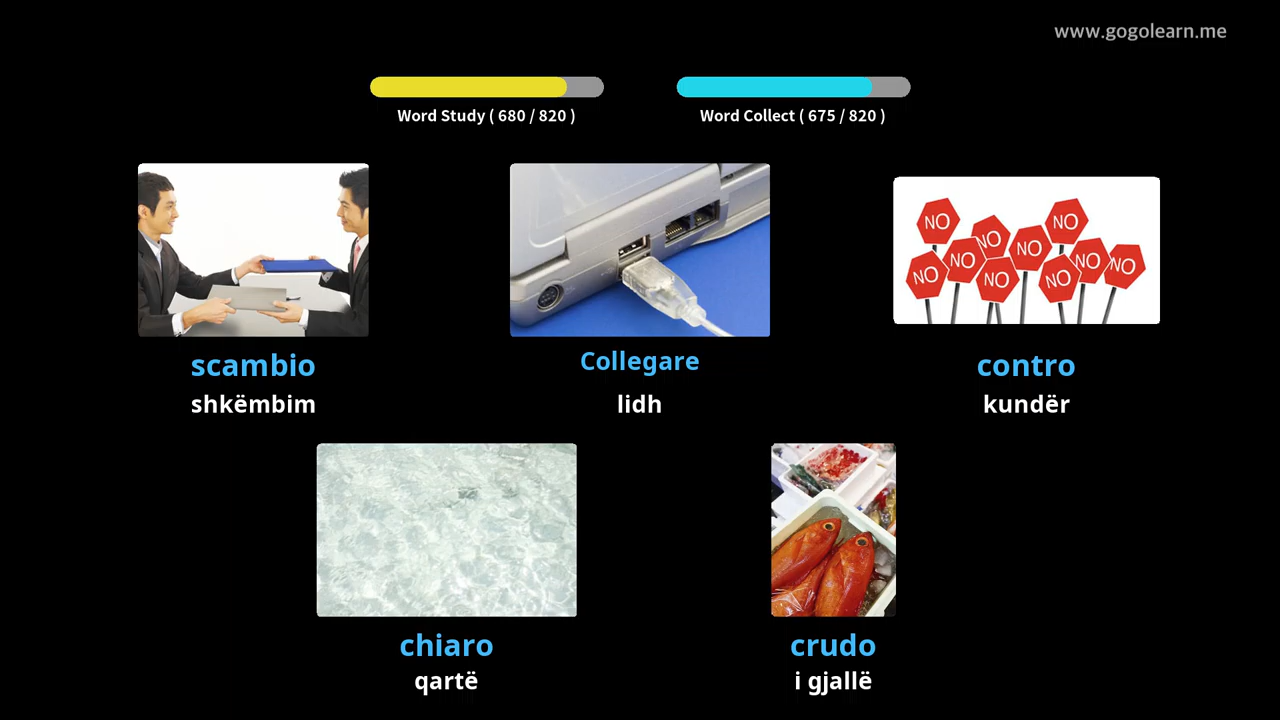 www.gogolearn.me
Word Study ( 680 / 820 )
Word Collect ( 675 / 820 )
NO NO NO NO NO NO NO NO NO NO
scambio
shkëmbim
Collegare
lidh
contro
kundër
chiaro
qartë
crudo
i gjallë